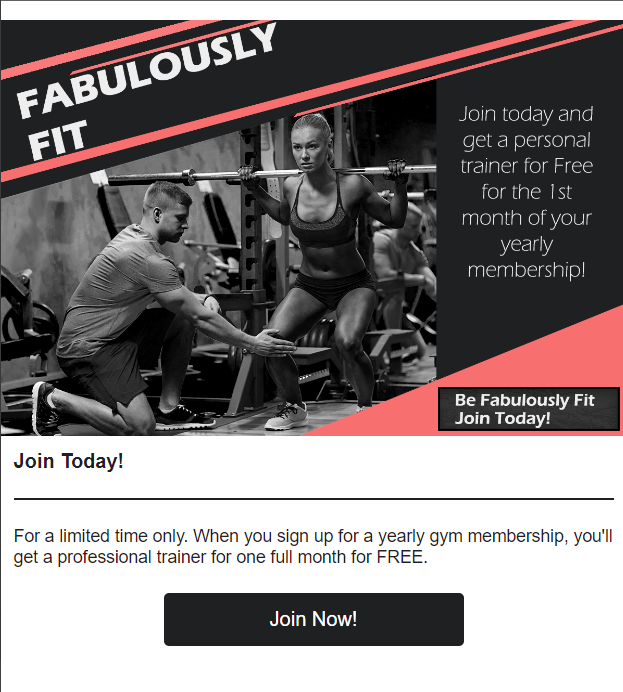 FABULOUSLY
FIT
Join today and
get a personal
trainer for Free
for the 1st
month of your
yearly
membership!
Be Fabulously Fit
Join Today!
Join Today!
For a limited time only. When you sign up for a yearly gym membership, you'll
get a professional trainer for one full month for FREE.
Join Now!